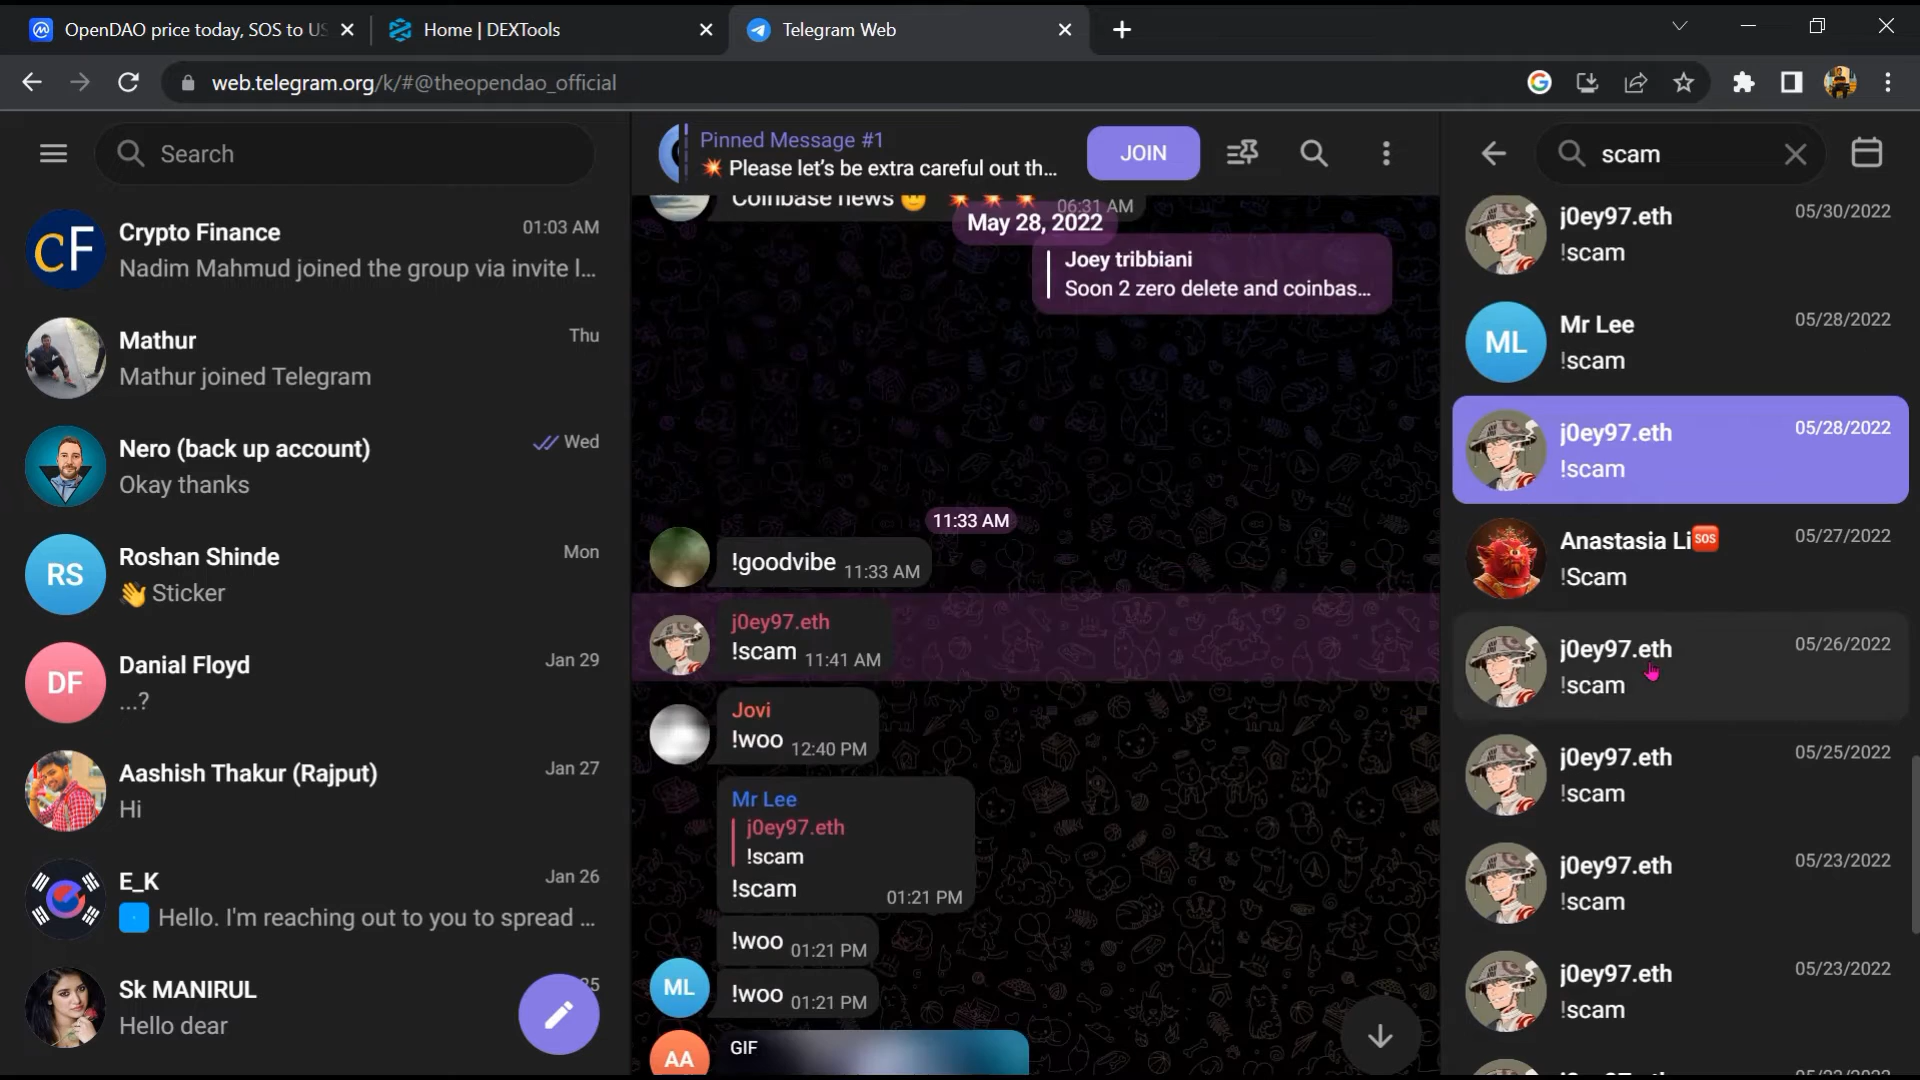 OpenDAO price today, SOS to US
Home | DEXTools
Telegram Web
web.telegram.org/k/#@theopendao_official
Search
Crypto Finance 01:03 AM
Nadim Mahmud joined the group via invite l...
Mathur Thu
Mathur joined Telegram
Nero (back up account) Wed
Okay thanks
RS
Roshan Shinde Mon
👋 Sticker
DF
Danial Floyd Jan 29
...?
Aashish Thakur (Rajput) Jan 27
Hi
E_K Jan 26
Hello. I'm reaching out to you to spread ...
Sk MANIRUL
Hello dear
Pinned Message #1
💥 Please let's be extra careful out th...
JOIN
Coinbase news 🙂 💥 💥 💥 06:31 AM
May 28, 2022
Joey tribbiani
Soon 2 zero delete and coinbas...
11:33 AM
!goodvibe 11:33 AM
j0ey97.eth
!scam 11:41 AM
Jovi
!woo 12:40 PM
Mr Lee
j0ey97.eth
!scam
!scam 01:21 PM
!woo 01:21 PM
ML
!woo 01:21 PM
AA
GIF
scam
j0ey97.eth 05/30/2022
!scam
ML
Mr Lee 05/28/2022
!scam
j0ey97.eth 05/28/2022
!scam
Anastasia Li🆘 05/27/2022
!Scam
j0ey97.eth 05/26/2022
!scam
j0ey97.eth 05/25/2022
!scam
j0ey97.eth 05/23/2022
!scam
j0ey97.eth 05/23/2022
!scam